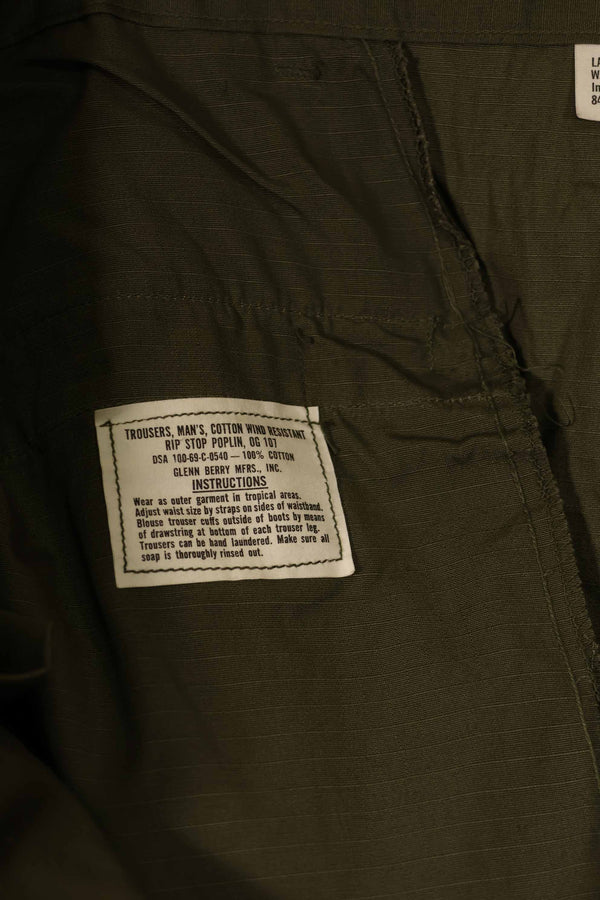 LA
W
In
84
TROUSERS, MAN'S, COTTON WIND RESISTANT
RIP STOP POPLIN, OG 107
DSA 100-69-C-0540 — 100% COTTON
GLENN BERRY MFRS., INC.
INSTRUCTIONS
Wear as outer garment in tropical areas.
Adjust waist size by straps on sides of waistband.
Blouse trouser cuffs outside of boots by means
of drawstring at bottom of each trouser leg.
Trousers can be hand laundered. Make sure all
soap is thoroughly rinsed out.